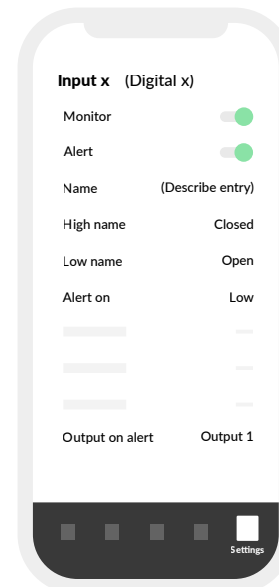 Input x (Digital x)
Monitor
Alert
Name (Describe entry)
High name Closed
Low name Open
Alert on Low
Output on alert Output 1
Settings